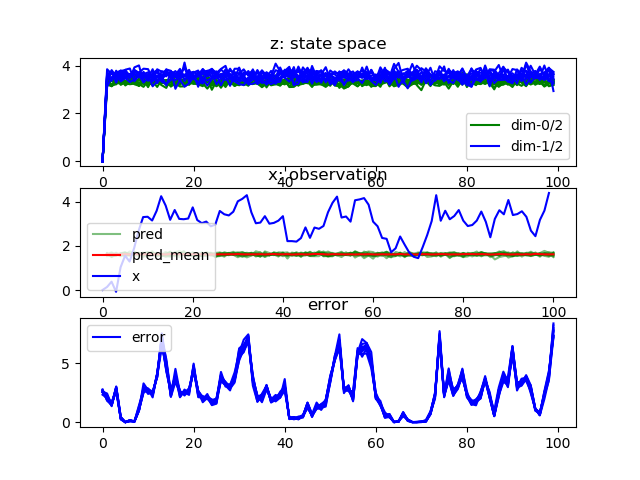 z: state space
4
2
0
dim-0/2
dim-1/2
0 20 40 60 80 100
x: observation
4
2
0
pred
pred_mean
x
0 20 40 60 80 100
error
5
0
error
0 20 40 60 80 100